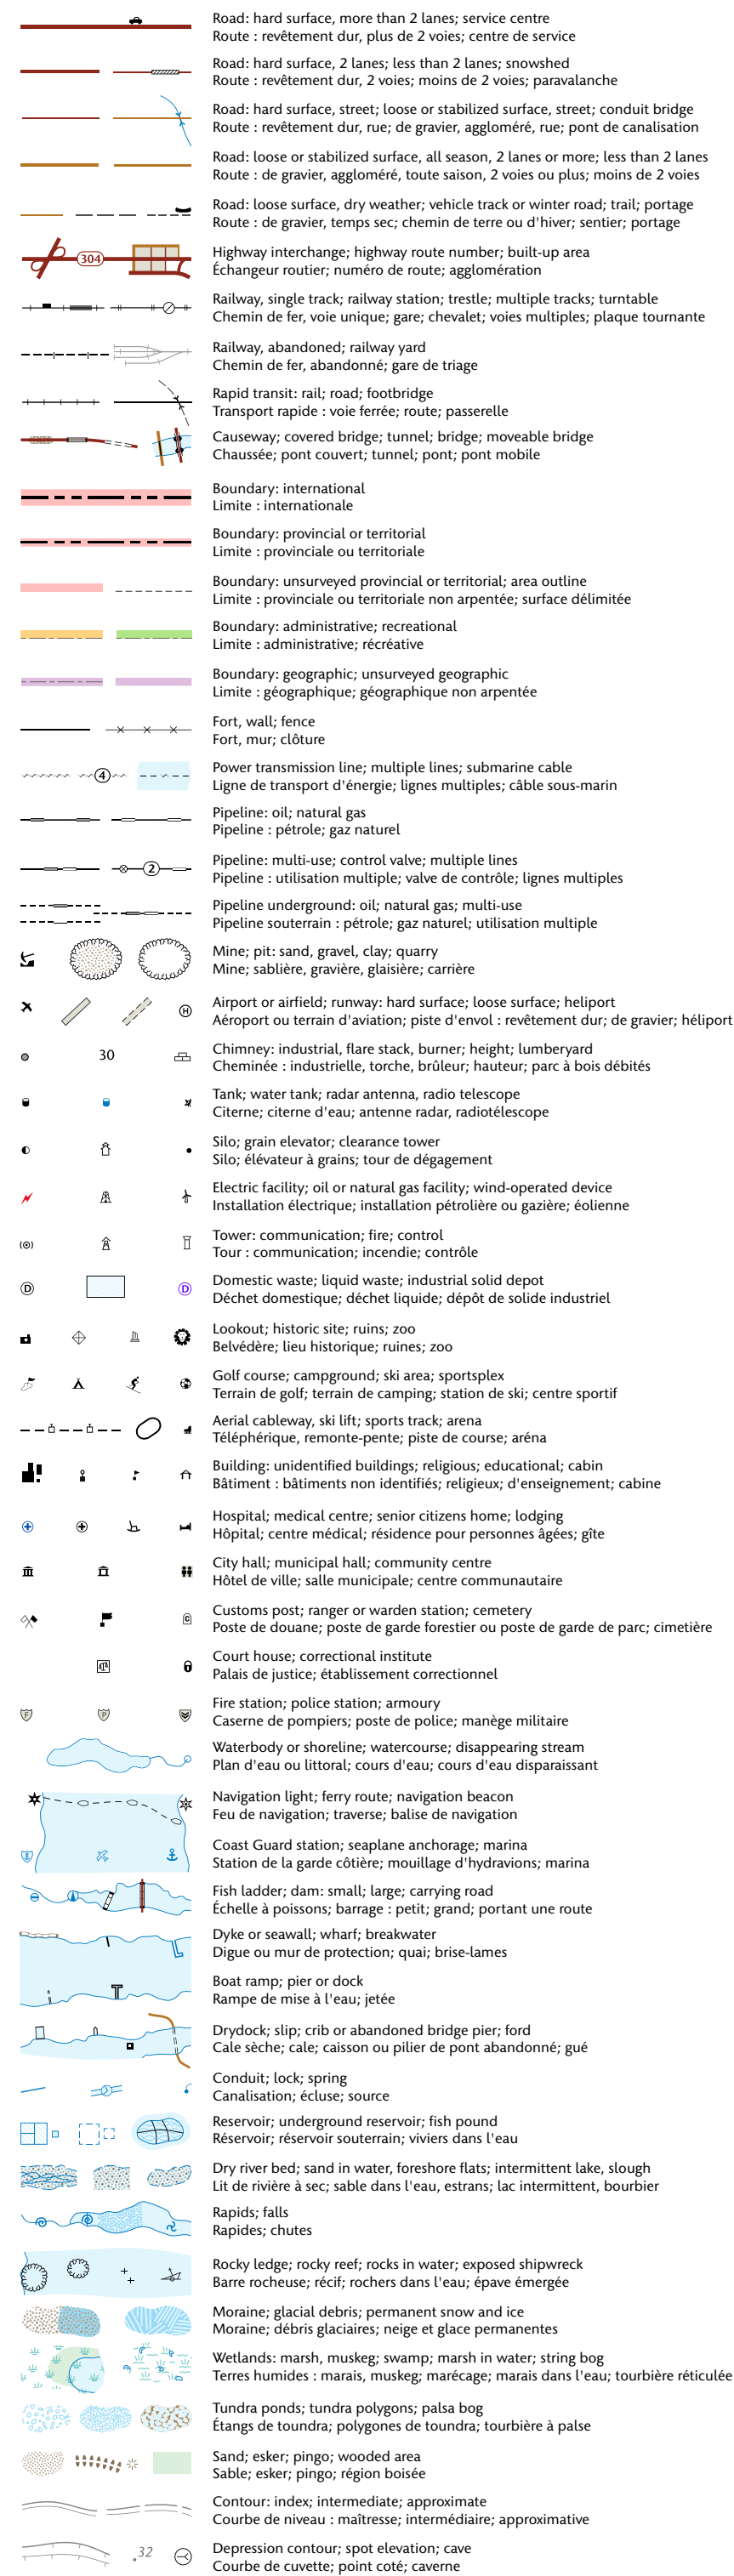 Road: hard surface, more than 2 lanes; service centre
Route : revêtement dur, plus de 2 voies; centre de service
Road: hard surface, 2 lanes; less than 2 lanes; snowshed
Route : revêtement dur, 2 voies; moins de 2 voies; paravalanche
Road: hard surface, street; loose or stabilized surface, street; conduit bridge
Route : revêtement dur, rue; de gravier, aggloméré, rue; pont de canalisation
Road: loose or stabilized surface, all season, 2 lanes or more; less than 2 lanes
Route : de gravier, aggloméré, toute saison, 2 voies ou plus; moins de 2 voies
Road: loose surface, dry weather; vehicle track or winter road; trail; portage
Route : de gravier, temps sec; chemin de terre ou d'hiver; sentier; portage
304
Highway interchange; highway route number; built-up area
Échangeur routier; numéro de route; agglomération
Railway, single track; railway station; trestle; multiple tracks; turntable
Chemin de fer, voie unique; gare; chevalet; voies multiples; plaque tournante
Railway, abandoned; railway yard
Chemin de fer, abandonné; gare de triage
Rapid transit: rail; road; footbridge
Transport rapide : voie ferrée; route; passerelle
Causeway; covered bridge; tunnel; bridge; moveable bridge
Chaussée; pont couvert; tunnel; pont; pont mobile
Boundary: international
Limite : internationale
Boundary: provincial or territorial
Limite : provinciale ou territoriale
Boundary: unsurveyed provincial or territorial; area outline
Limite : provinciale ou territoriale non arpentée; surface délimitée
Boundary: administrative; recreational
Limite : administrative; récréative
Boundary: geographic; unsurveyed geographic
Limite : géographique; géographique non arpentée
Fort, wall; fence
Fort, mur; clôture
4
Power transmission line; multiple lines; submarine cable
Ligne de transport d'énergie; lignes multiples; câble sous-marin
Pipeline: oil; natural gas
Pipeline : pétrole; gaz naturel
2
Pipeline: multi-use; control valve; multiple lines
Pipeline : utilisation multiple; valve de contrôle; lignes multiples
Pipeline underground: oil; natural gas; multi-use
Pipeline souterrain : pétrole; gaz naturel; utilisation multiple
Mine; pit: sand, gravel, clay; quarry
Mine; sablière, gravière, glaisière; carrière
H
Airport or airfield; runway: hard surface; loose surface; heliport
Aéroport ou terrain d'aviation; piste d'envol : revêtement dur; de gravier; héliport
30
Chimney: industrial, flare stack, burner; height; lumberyard
Cheminée : industrielle, torche, brûleur; hauteur; parc à bois débités
Tank; water tank; radar antenna, radio telescope
Citerne; citerne d'eau; antenne radar, radiotélescope
Silo; grain elevator; clearance tower
Silo; élévateur à grains; tour de dégagement
Electric facility; oil or natural gas facility; wind-operated device
Installation électrique; installation pétrolière ou gazière; éolienne
Tower: communication; fire; control
Tour : communication; incendie; contrôle
D D
Domestic waste; liquid waste; industrial solid depot
Déchet domestique; déchet liquide; dépôt de solide industriel
Lookout; historic site; ruins; zoo
Belvédère; lieu historique; ruines; zoo
Golf course; campground; ski area; sportsplex
Terrain de golf; terrain de camping; station de ski; centre sportif
Aerial cableway, ski lift; sports track; arena
Téléphérique, remonte-pente; piste de course; aréna
Building: unidentified buildings; religious; educational; cabin
Bâtiment : bâtiments non identifiés; religieux; d'enseignement; cabine
Hospital; medical centre; senior citizens home; lodging
Hôpital; centre médical; résidence pour personnes âgées; gîte
City hall; municipal hall; community centre
Hôtel de ville; salle municipale; centre communautaire
C
Customs post; ranger or warden station; cemetery
Poste de douane; poste de garde forestier ou poste de garde de parc; cimetière
Court house; correctional institute
Palais de justice; établissement correctionnel
F P
Fire station; police station; armoury
Caserne de pompiers; poste de police; manège militaire
Waterbody or shoreline; watercourse; disappearing stream
Plan d'eau ou littoral; cours d'eau; cours d'eau disparaissant
Navigation light; ferry route; navigation beacon
Feu de navigation; traverse; balise de navigation
Coast Guard station; seaplane anchorage; marina
Station de la garde côtière; mouillage d'hydravions; marina
Fish ladder; dam: small; large; carrying road
Échelle à poissons; barrage : petit; grand; portant une route
Dyke or seawall; wharf; breakwater
Digue ou mur de protection; quai; brise-lames
Boat ramp; pier or dock
Rampe de mise à l'eau; jetée
Drydock; slip; crib or abandoned bridge pier; ford
Cale sèche; cale; caisson ou pilier de pont abandonné; gué
Conduit; lock; spring
Canalisation; écluse; source
Reservoir; underground reservoir; fish pound
Réservoir; réservoir souterrain; viviers dans l'eau
Dry river bed; sand in water, foreshore flats; intermittent lake, slough
Lit de rivière à sec; sable dans l'eau, estrans; lac intermittent, bourbier
Rapids; falls
Rapides; chutes
Rocky ledge; rocky reef; rocks in water; exposed shipwreck
Barre rocheuse; récif; rochers dans l'eau; épave émergée
Moraine; glacial debris; permanent snow and ice
Moraine; débris glaciaires; neige et glace permanentes
Wetlands: marsh, muskeg; swamp; marsh in water; string bog
Terres humides : marais, muskeg; marécage; marais dans l'eau; tourbière réticulée
Tundra ponds; tundra polygons; palsa bog
Étangs de toundra; polygones de toundra; tourbière à palse
Sand; esker; pingo; wooded area
Sable; esker; pingo; région boisée
Contour: index; intermediate; approximate
Courbe de niveau : maîtresse; intermédiaire; approximative
.32
Depression contour; spot elevation; cave
Courbe de cuvette; point coté; caverne